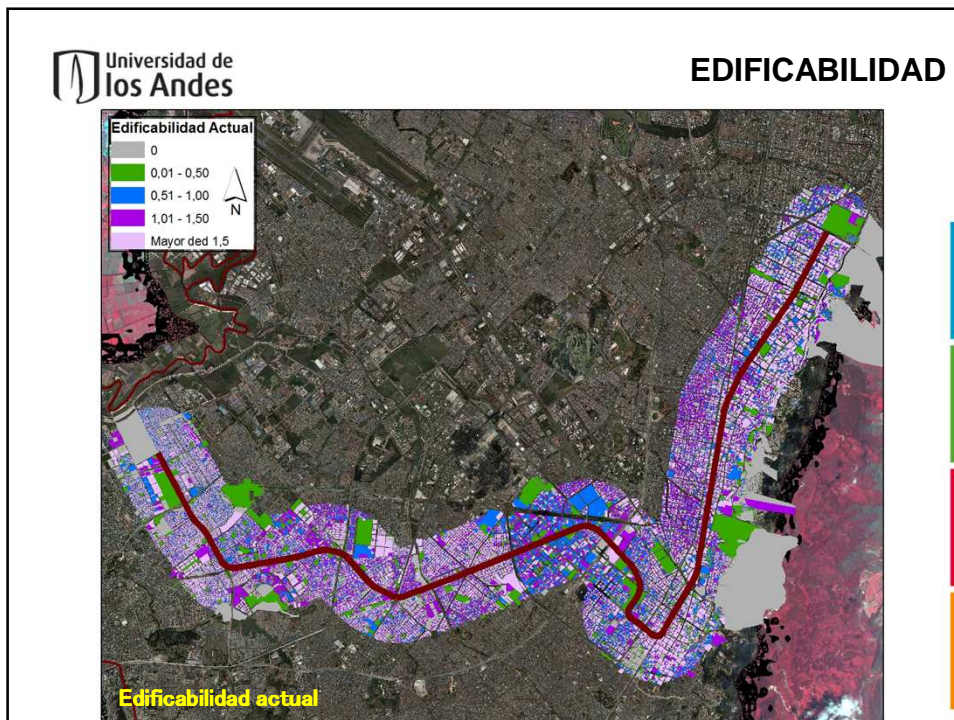 Universidad de
los Andes
EDIFICABILIDAD
Edificabilidad Actual
0
0,01 - 0,50
0,51 - 1,00
1,01 - 1,50
Mayor ded 1,5
N
Edificabilidad actual